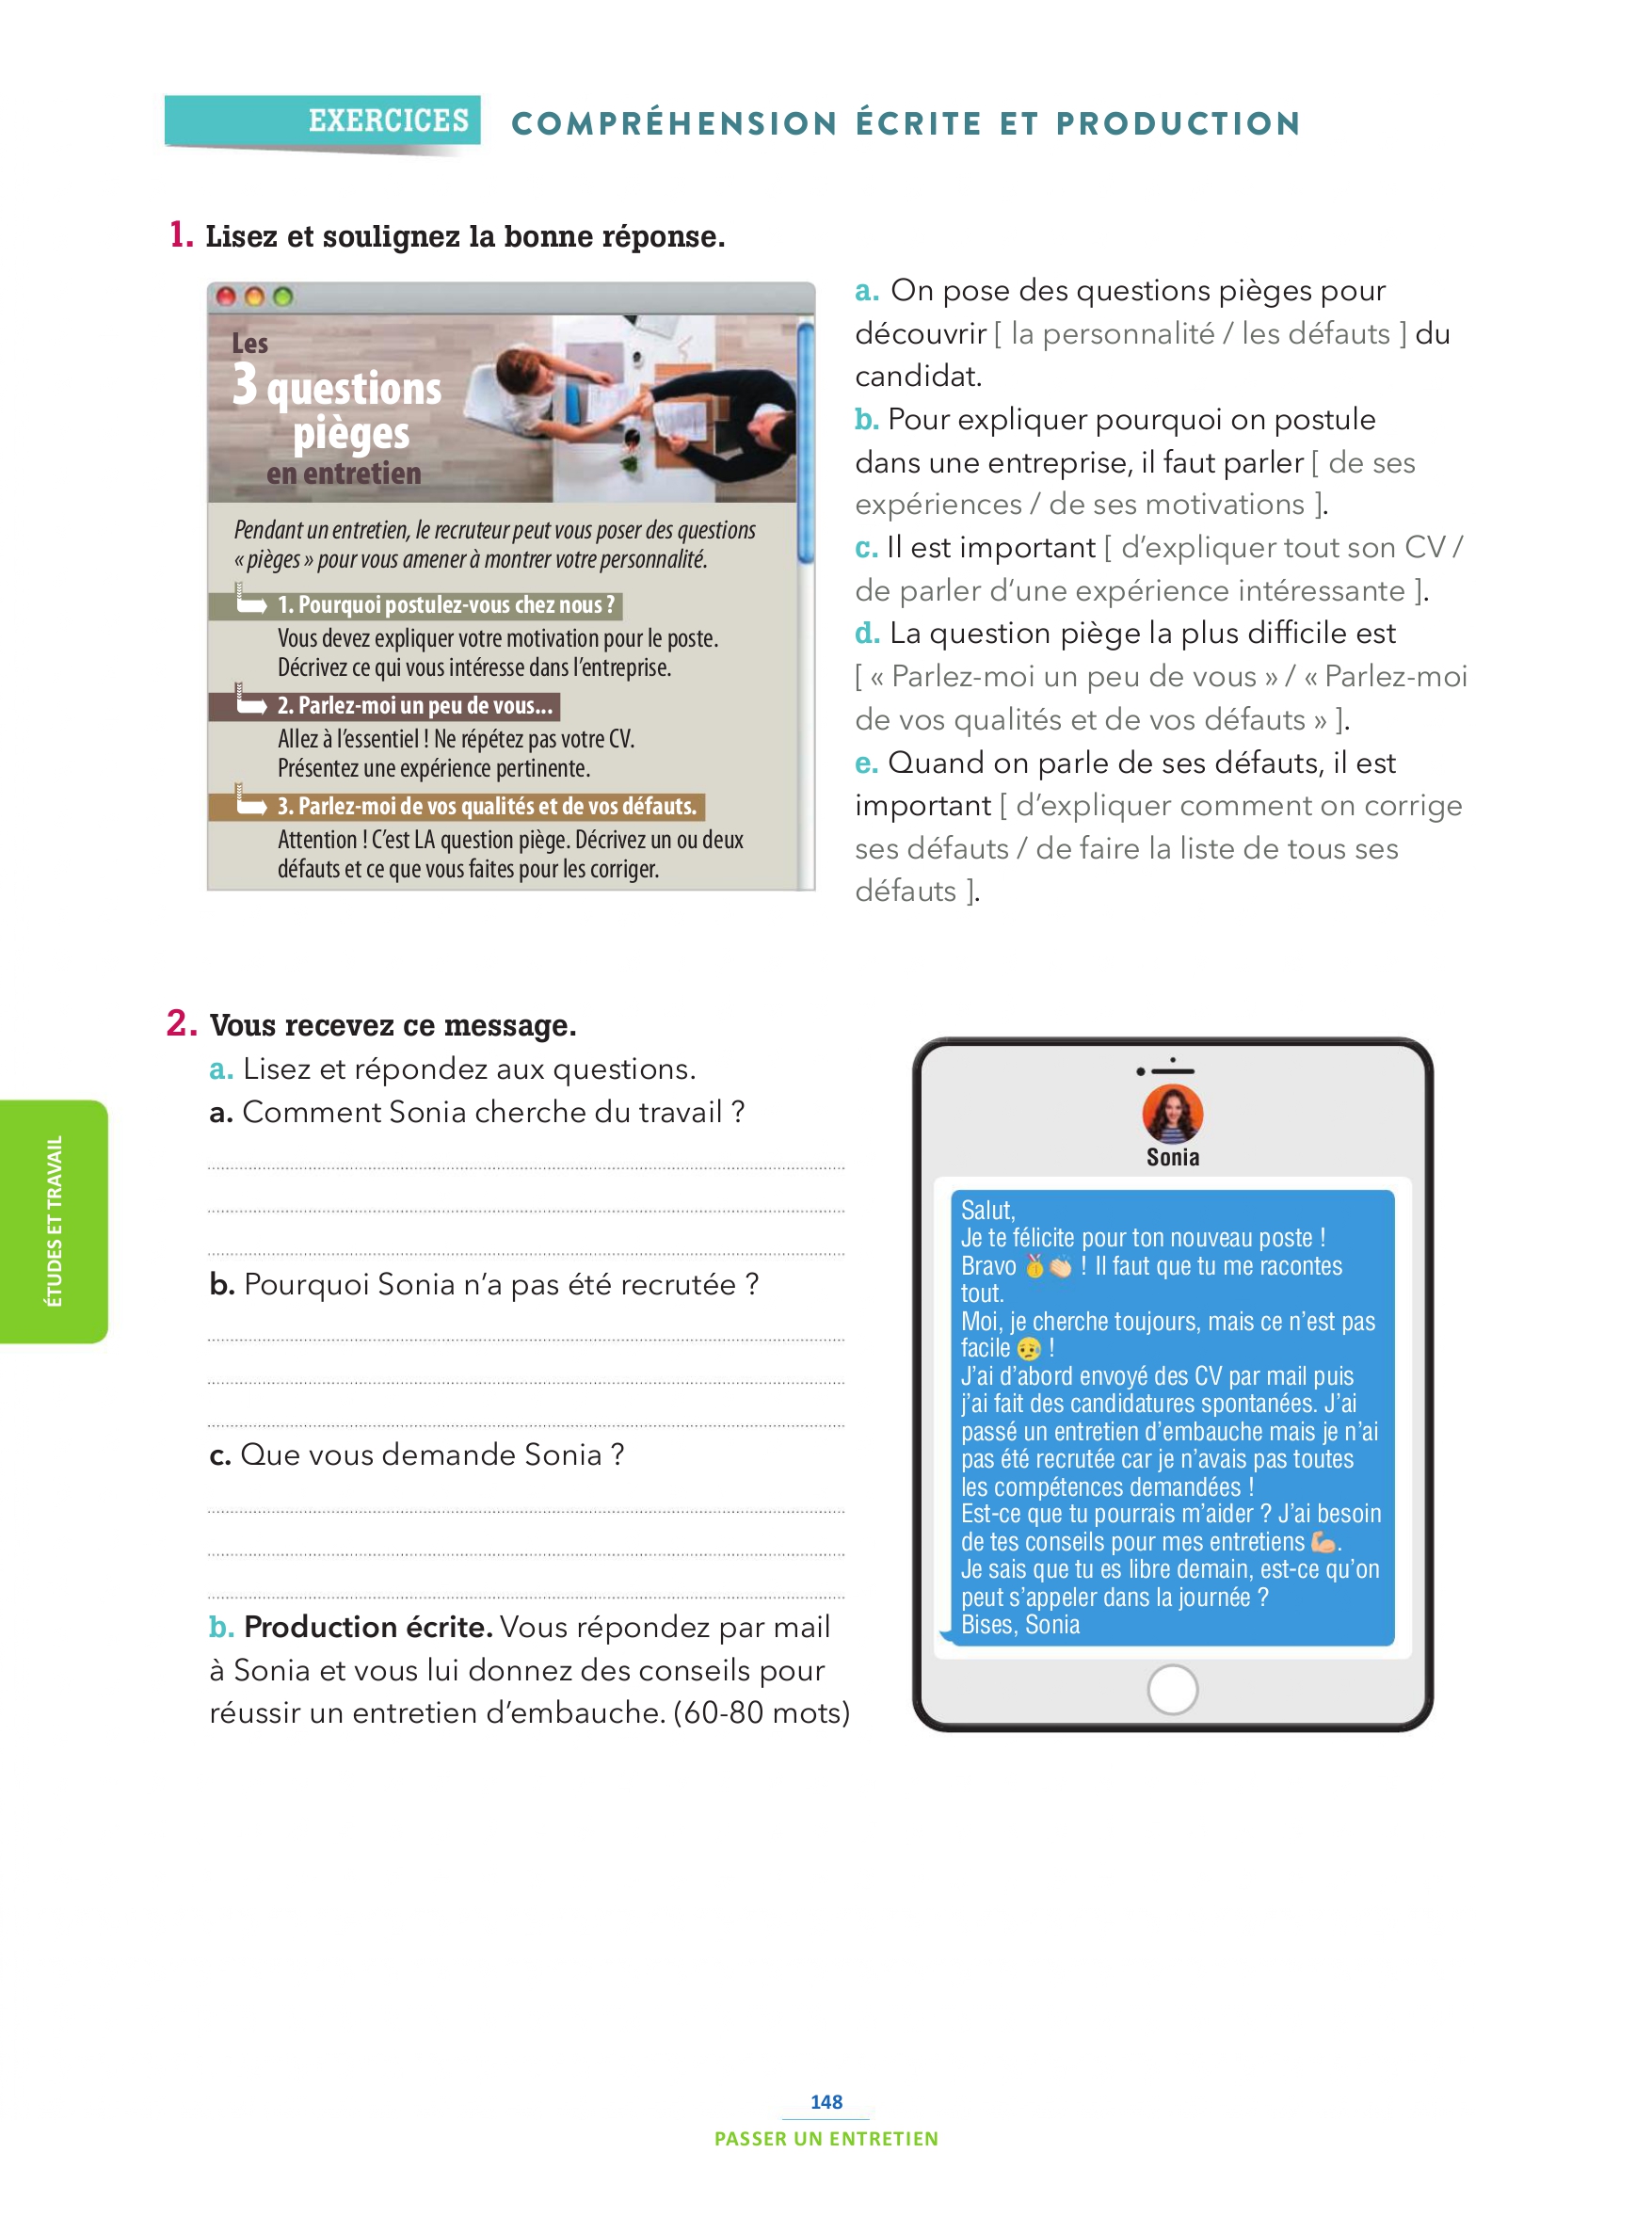 EXERCICES
COMPRÉHENSION ÉCRITE ET PRODUCTION
1. Lisez et soulignez la bonne réponse.
Les
3 questions
pièges
en entretien
Pendant un entretien, le recruteur peut vous poser des questions
« pièges » pour vous amener à montrer votre personnalité.
1. Pourquoi postulez-vous chez nous ?
Vous devez expliquer votre motivation pour le poste.
Décrivez ce qui vous intéresse dans l'entreprise.
2. Parlez-moi un peu de vous...
Allez à l'essentiel ! Ne répétez pas votre CV.
Présentez une expérience pertinente.
3. Parlez-moi de vos qualités et de vos défauts.
Attention ! C'est LA question piège. Décrivez un ou deux
défauts et ce que vous faites pour les corriger.
a. On pose des questions pièges pour
découvrir [ la personnalité / les défauts ] du
candidat.
b. Pour expliquer pourquoi on postule
dans une entreprise, il faut parler [ de ses
expériences / de ses motivations ].
c. Il est important [ d'expliquer tout son CV /
de parler d'une expérience intéressante ].
d. La question piège la plus difficile est
[ « Parlez-moi un peu de vous » / « Parlez-moi
de vos qualités et de vos défauts » ].
e. Quand on parle de ses défauts, il est
important [ d'expliquer comment on corrige
ses défauts / de faire la liste de tous ses
défauts ].
2. Vous recevez ce message.
a. Lisez et répondez aux questions.
a. Comment Sonia cherche du travail ?
b. Pourquoi Sonia n'a pas été recrutée ?
c. Que vous demande Sonia ?
b. Production écrite. Vous répondez par mail
à Sonia et vous lui donnez des conseils pour
réussir un entretien d'embauche. (60-80 mots)
Sonia
Salut,
Je te félicite pour ton nouveau poste !
Bravo 🥇👏 ! Il faut que tu me racontes
tout.
Moi, je cherche toujours, mais ce n'est pas
facile 😥 !
J'ai d'abord envoyé des CV par mail puis
j'ai fait des candidatures spontanées. J'ai
passé un entretien d'embauche mais je n'ai
pas été recrutée car je n'avais pas toutes
les compétences demandées !
Est-ce que tu pourrais m'aider ? J'ai besoin
de tes conseils pour mes entretiens 💪.
Je sais que tu es libre demain, est-ce qu'on
peut s'appeler dans la journée ?
Bises, Sonia
ÉTUDES ET TRAVAIL
148
PASSER UN ENTRETIEN